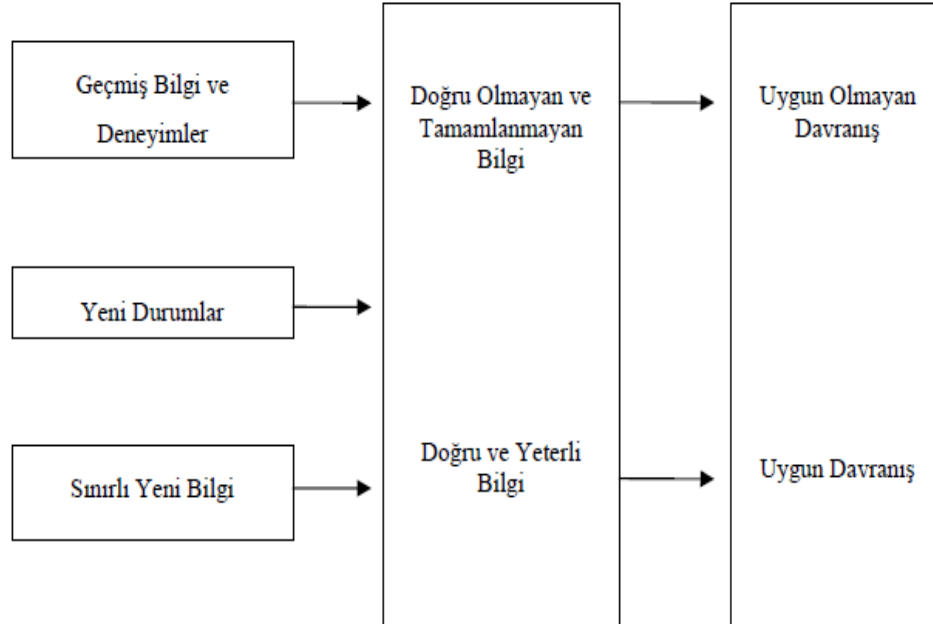 Geçmiş Bilgi ve
Deneyimler
Doğru Olmayan ve
Tamamlanmayan
Bilgi
Uygun Olmayan
Davranış
Yeni Durumlar
Sınırlı Yeni Bilgi
Doğru ve Yeterli
Bilgi
Uygun Davranış